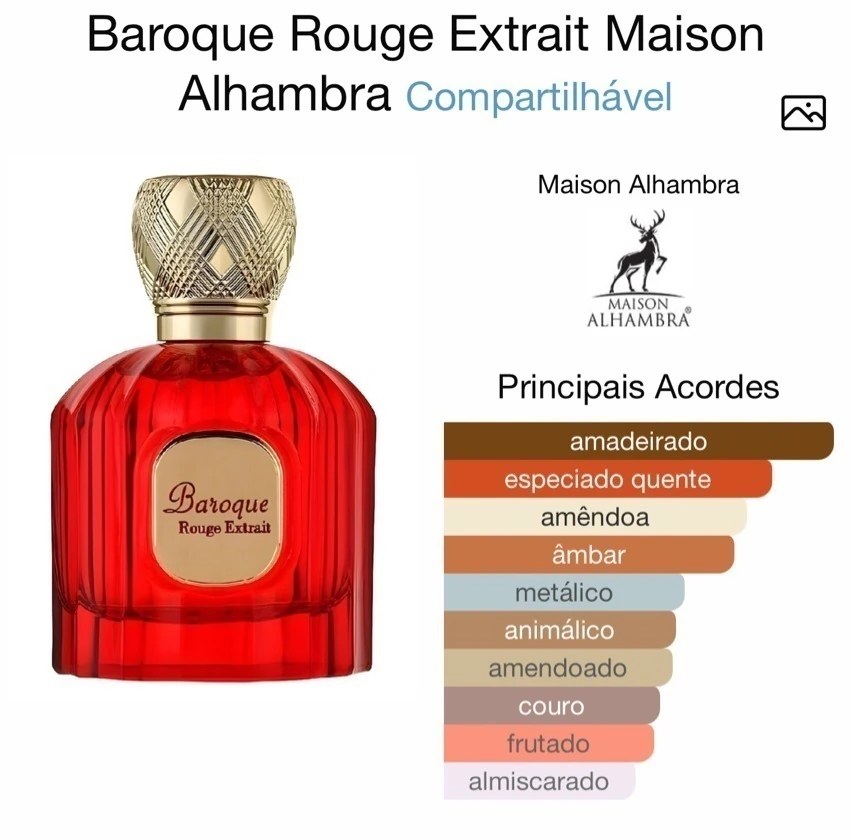 Baroque Rouge Extrait Maison
Alhambra Compartilhável
Maison Alhambra
MAISON
ALHAMBRA®
Principais Acordes
amadeirado
especiado quente
amêndoa
âmbar
metálico
animálico
amendoado
couro
frutado
almiscarado
Baroque
Rouge Extrait